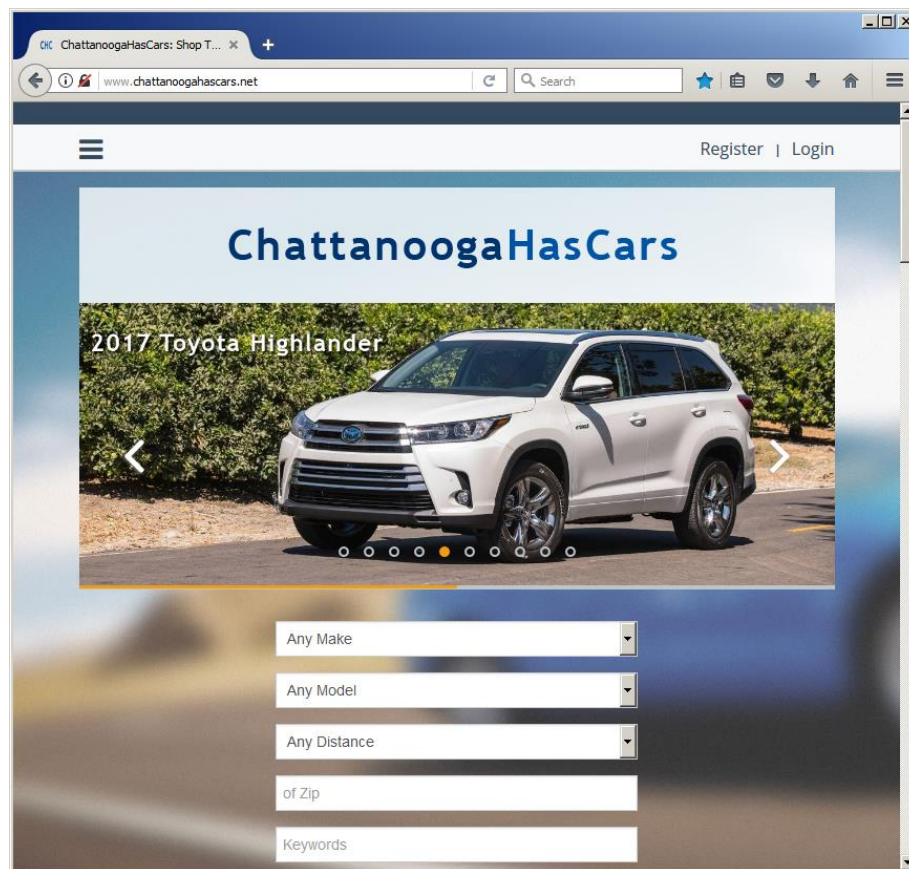 CHC ChattanoogaHasCars: Shop T...
www.chattanoogahascars.net
Search
Register | Login
ChattanoogaHasCars
2017 Toyota Highlander
Any Make
Any Model
Any Distance
of Zip
Keywords